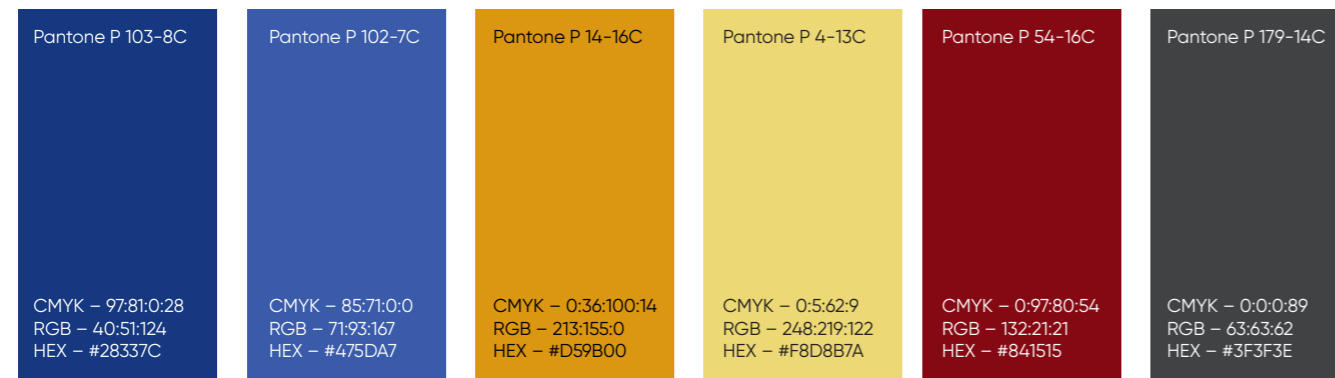 Pantone P 103-8C
CMYK – 97:81:0:28
RGB – 40:51:124
HEX – #28337C
Pantone P 102-7C
CMYK – 85:71:0:0
RGB – 71:93:167
HEX – #475DA7
Pantone P 14-16C
CMYK – 0:36:100:14
RGB – 213:155:0
HEX – #D59B00
Pantone P 4-13C
CMYK – 0:5:62:9
RGB – 248:219:122
HEX – #F8D8B7A
Pantone P 54-16C
CMYK – 0:97:80:54
RGB – 132:21:21
HEX – #841515
Pantone P 179-14C
CMYK – 0:0:0:89
RGB – 63:63:62
HEX – #3F3F3E